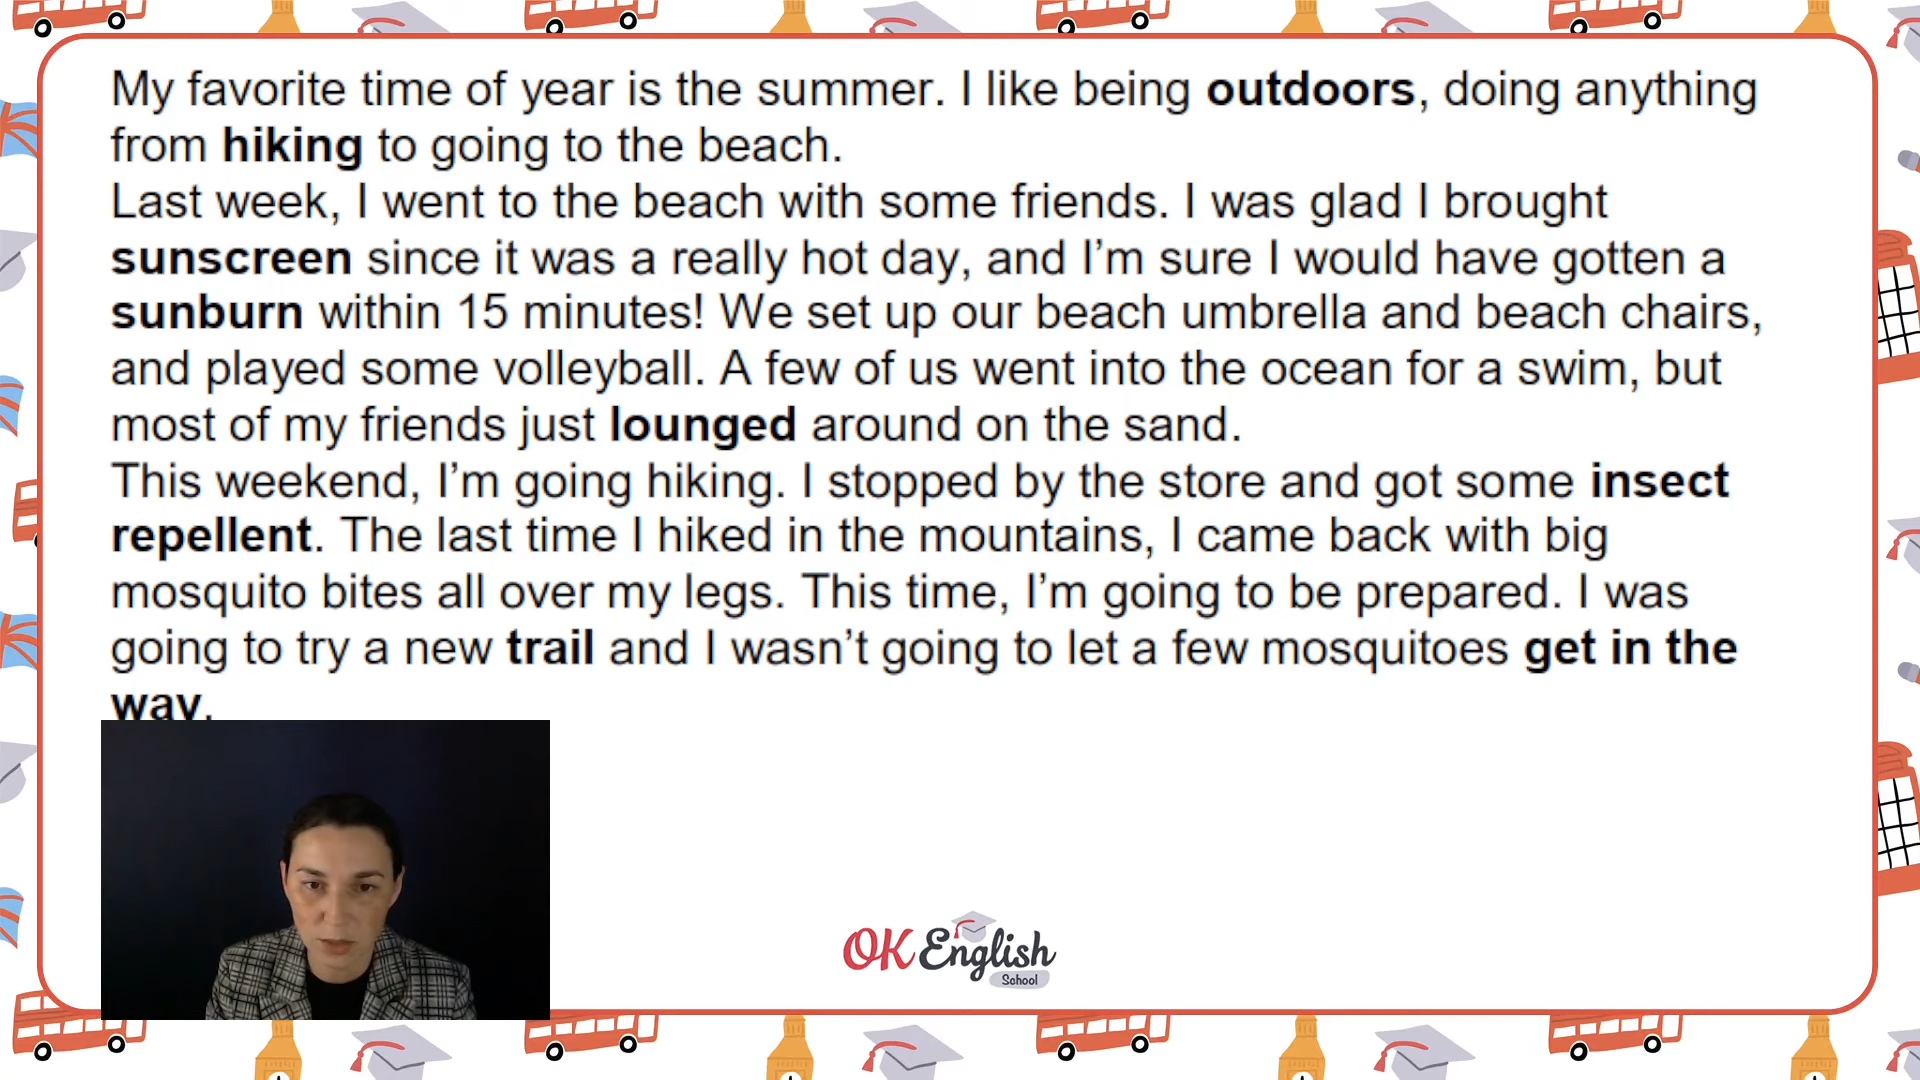 My favorite time of year is the summer. I like being outdoors, doing anything
from hiking to going to the beach.
Last week, I went to the beach with some friends. I was glad I brought
sunscreen since it was a really hot day, and I’m sure I would have gotten a
sunburn within 15 minutes! We set up our beach umbrella and beach chairs,
and played some volleyball. A few of us went into the ocean for a swim, but
most of my friends just lounged around on the sand.
This weekend, I’m going hiking. I stopped by the store and got some insect
repellent. The last time I hiked in the mountains, I came back with big
mosquito bites all over my legs. This time, I’m going to be prepared. I was
going to try a new trail and I wasn’t going to let a few mosquitoes get in the
way.
OK English
School